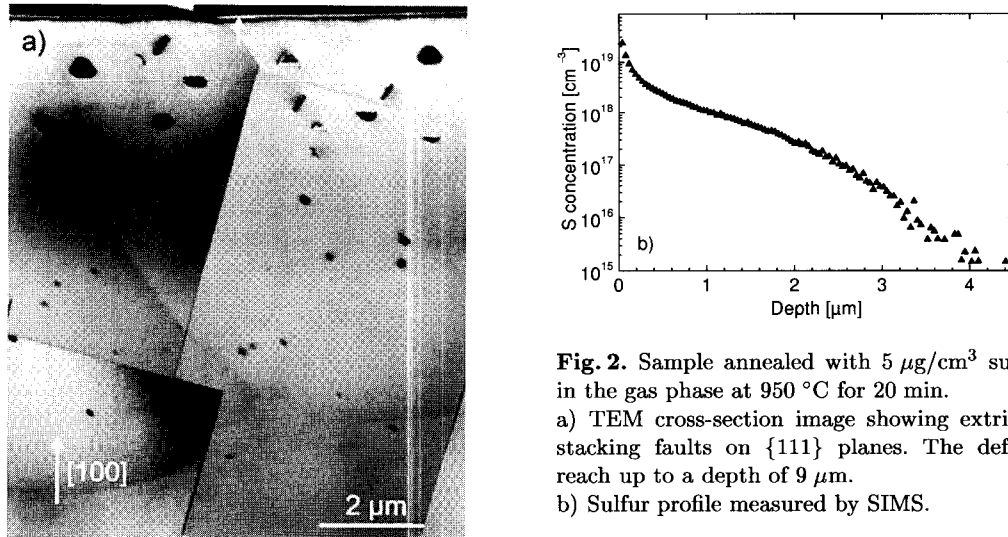 a)
[100]
2 μm
S concentration [cm⁻³]
10¹⁹
10¹⁸
10¹⁷
10¹⁶
10¹⁵
b)
0 1 2 3 4
Depth [μm]
Fig. 2. Sample annealed with 5 μg/cm³ su
in the gas phase at 950 °C for 20 min.
a) TEM cross-section image showing extri
stacking faults on {111} planes. The def
reach up to a depth of 9 μm.
b) Sulfur profile measured by SIMS.